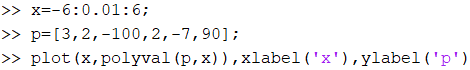 >> x=-6:0.01:6;
>> p=[3,2,-100,2,-7,90];
>> plot(x,polyval(p,x)),xlabel('x'),ylabel('p')